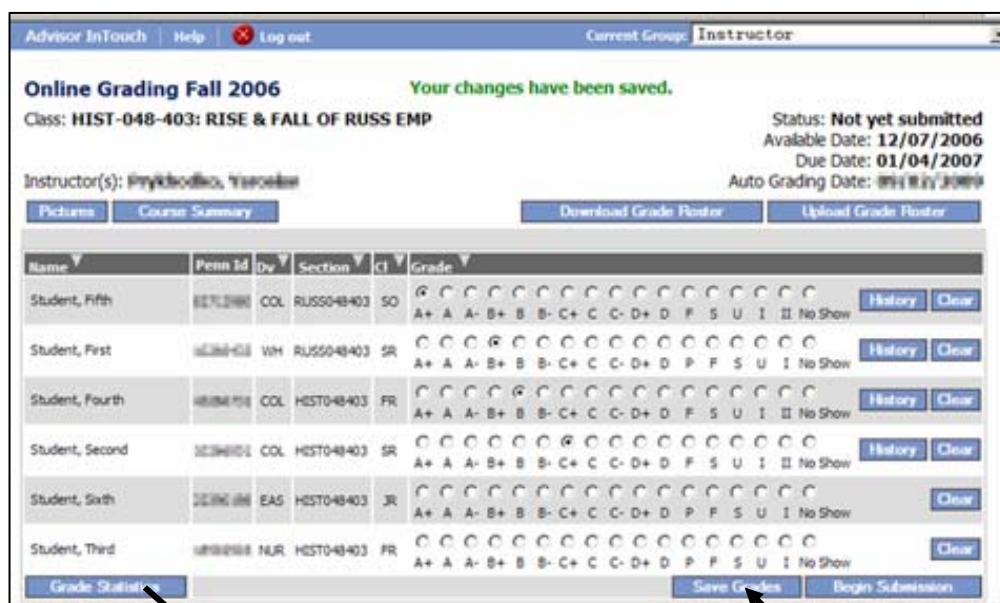 Advisor InTouch | Help | Log out Current Group: Instructor
Online Grading Fall 2006 Your changes have been saved.
Class: HIST-048-403: RISE & FALL OF RUSS EMP Status: Not yet submitted
Available Date: 12/07/2006
Due Date: 01/04/2007
Instructor(s): Auto Grading Date:
Pictures Course Summary Download Grade Roster Upload Grade Roster
Name Penn Id Dv Section Cl Grade
Student, Fifth COL RUSS048403 SO A+ A A- B+ B B- C+ C C- D+ D F S U I II No Show History Clear
Student, First WH RUSS048403 SR A+ A A- B+ B B- C+ C C- D+ D P F S U I No Show History Clear
Student, Fourth COL HIST048403 FR A+ A A- B+ B B- C+ C C- D+ D F S U I II No Show History Clear
Student, Second COL HIST048403 SR A+ A A- B+ B B- C+ C C- D+ D F S U I II No Show History Clear
Student, Sixth EAS HIST048403 JR A+ A A- B+ B B- C+ C C- D+ D P F S U I No Show Clear
Student, Third NUR HIST048403 FR A+ A A- B+ B B- C+ C C- D+ D P F S U I No Show Clear
Grade Statistics Save Grades Begin Submission